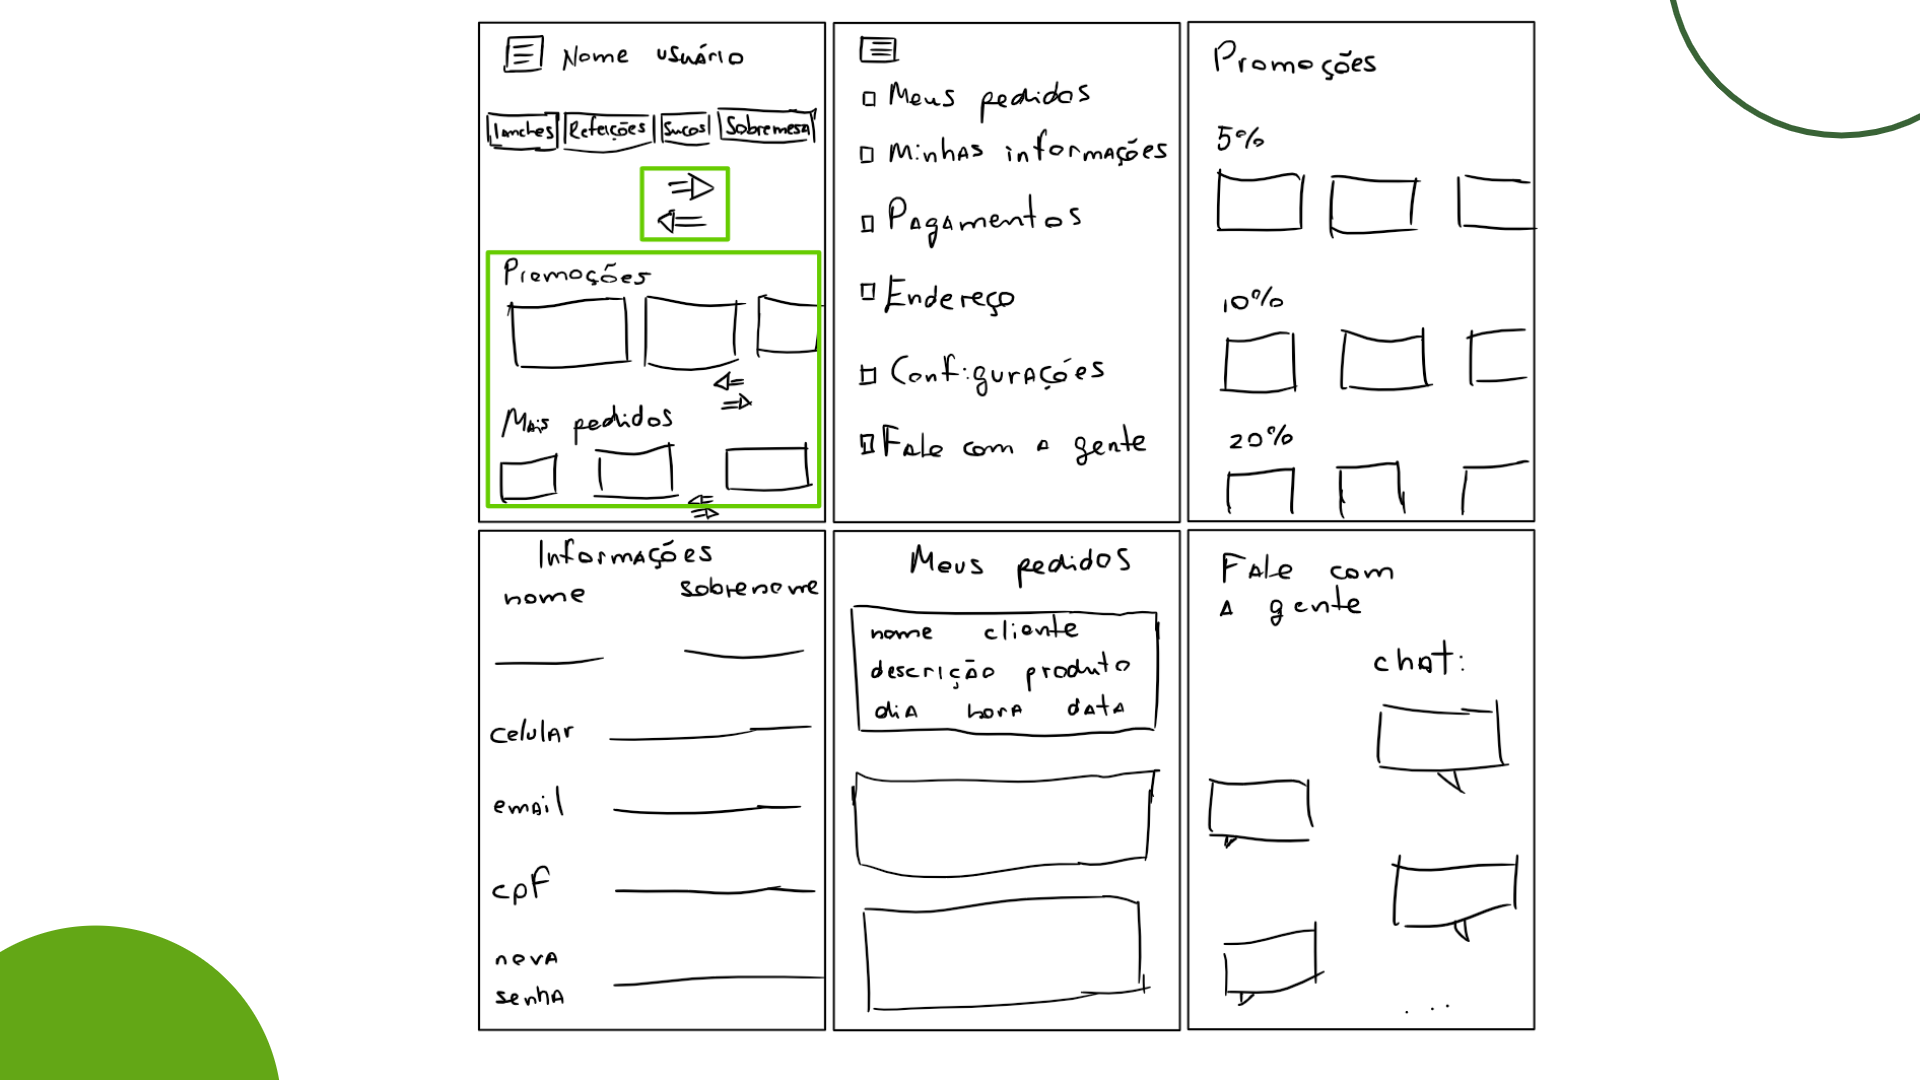 Nome usuário
lanches Refeições Sucos Sobremesa
Promoções
Mais pedidos
Meus pedidos
Minhas informações
Pagamentos
Endereço
Configurações
Fale com a gente
Promoções
5%
10%
20%
Informações
nome sobrenome
celular
email
cpf
nova
senha
Meus pedidos
nome cliente
descrição produto
dia hora data
Fale com
a gente
chat:
...